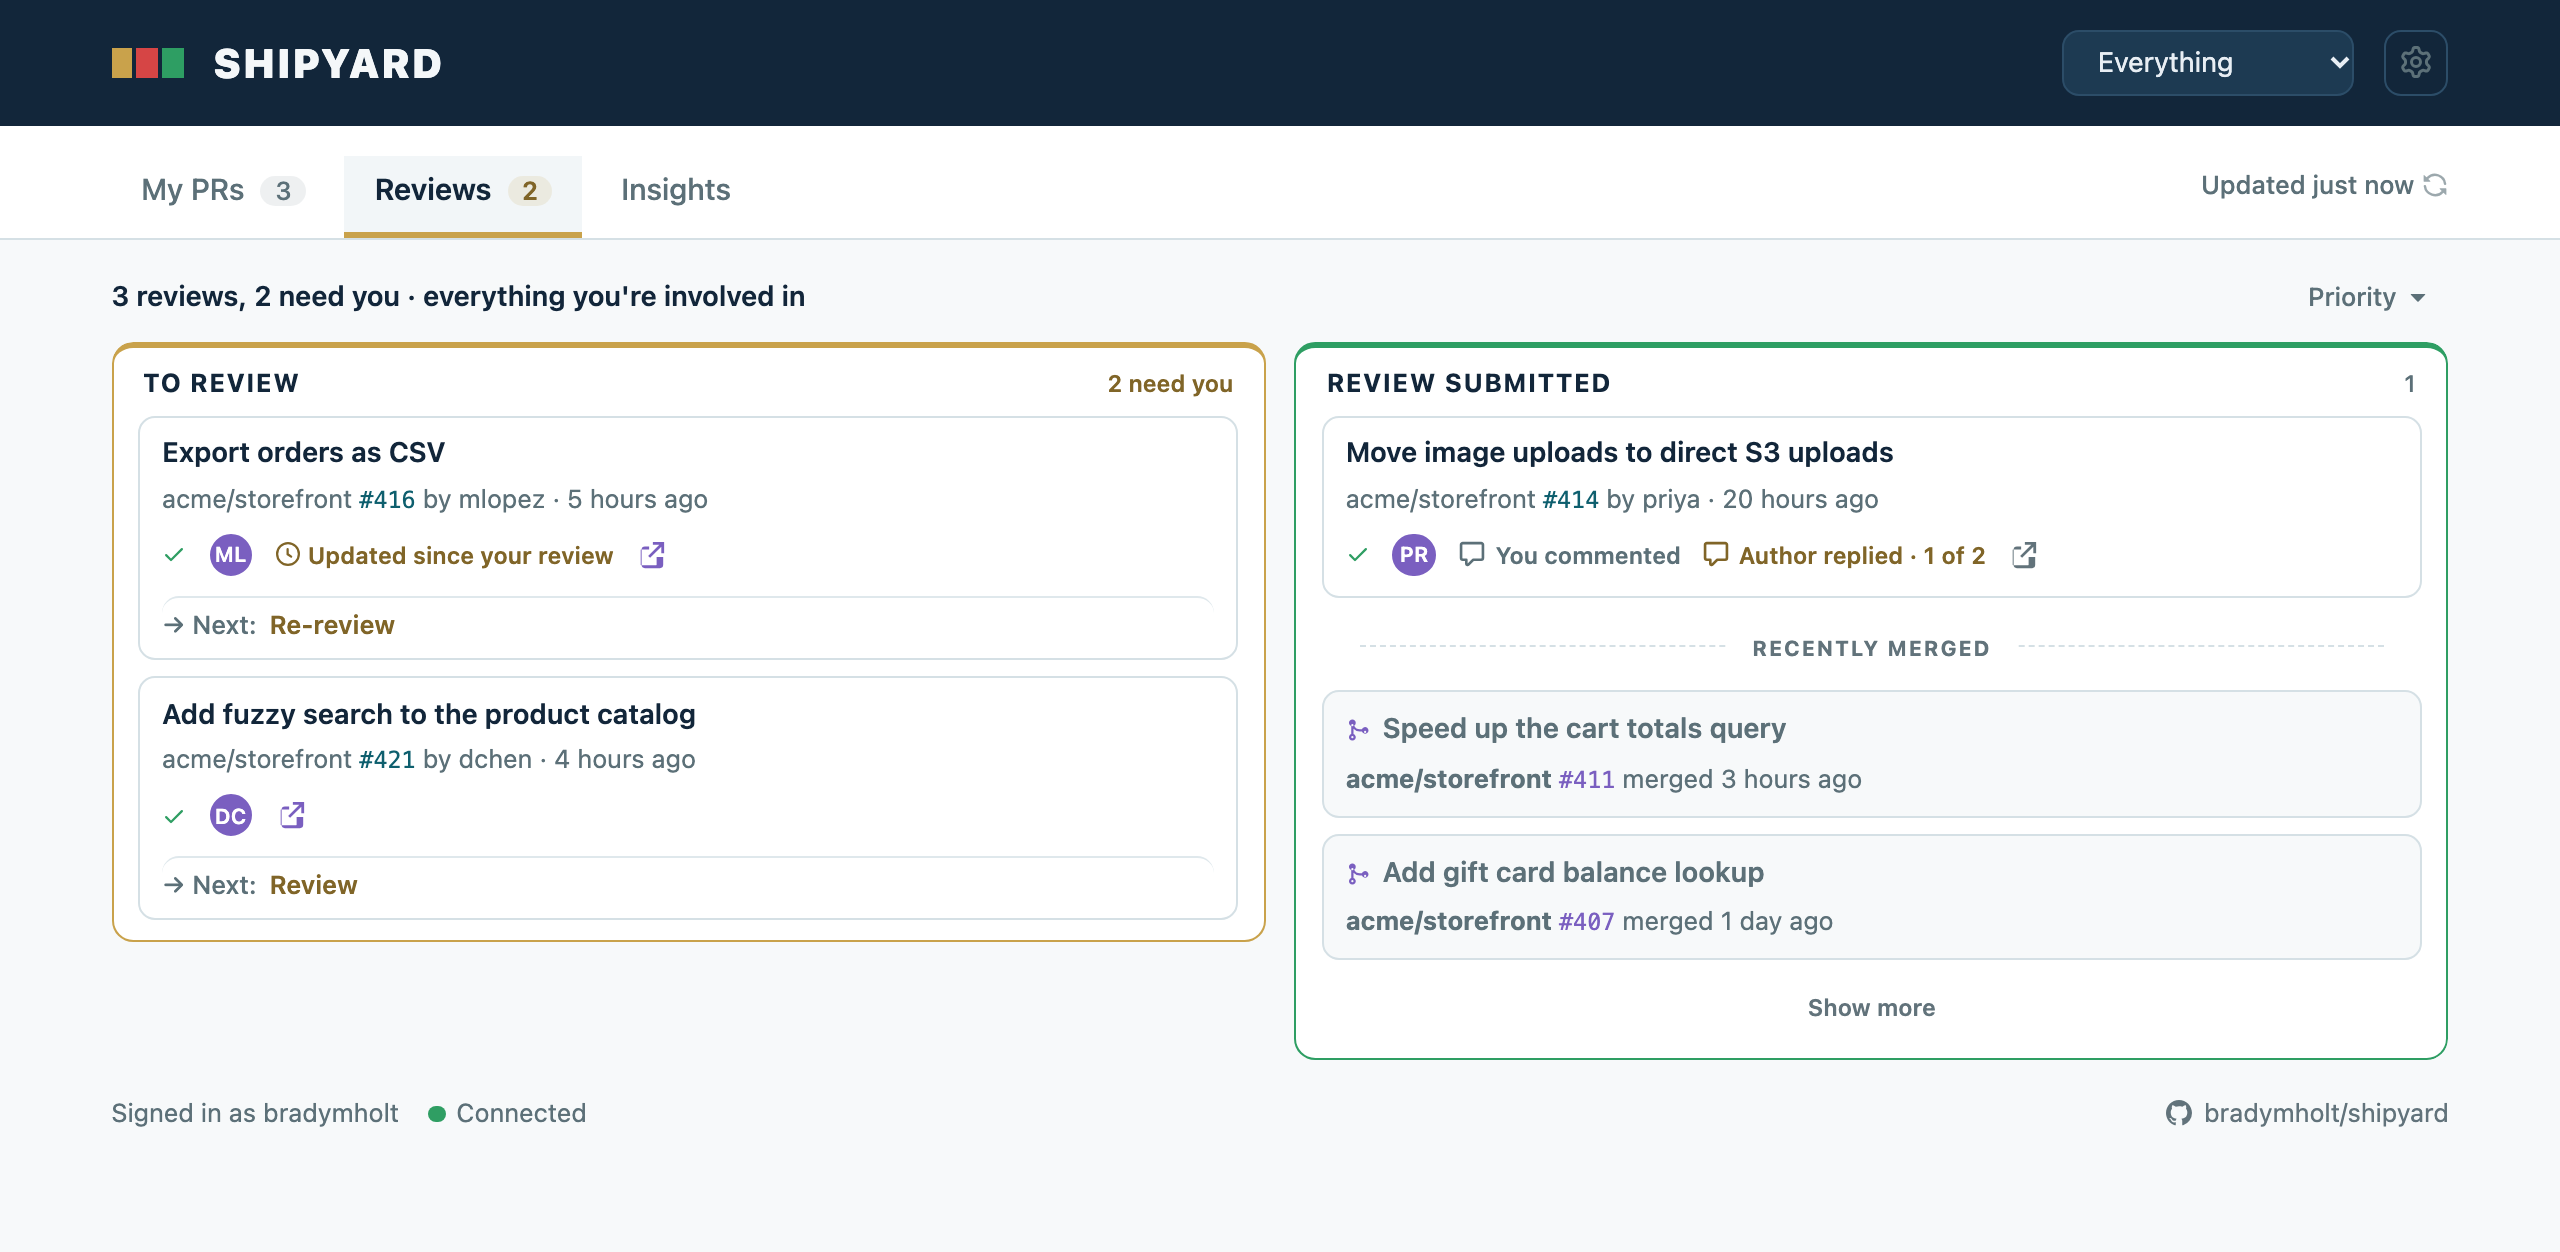 SHIPYARD
Everything
My PRs 3
Reviews 2
Insights
Updated just now
3 reviews, 2 need you · everything you're involved in
Priority
TO REVIEW
2 need you
Export orders as CSV
acme/storefront #416 by mlopez · 5 hours ago
ML Updated since your review
→ Next: Re-review
Add fuzzy search to the product catalog
acme/storefront #421 by dchen · 4 hours ago
DC
→ Next: Review
REVIEW SUBMITTED
1
Move image uploads to direct S3 uploads
acme/storefront #414 by priya · 20 hours ago
PR You commented Author replied · 1 of 2
RECENTLY MERGED
Speed up the cart totals query
acme/storefront #411 merged 3 hours ago
Add gift card balance lookup
acme/storefront #407 merged 1 day ago
Show more
Signed in as bradymholt Connected
bradymholt/shipyard